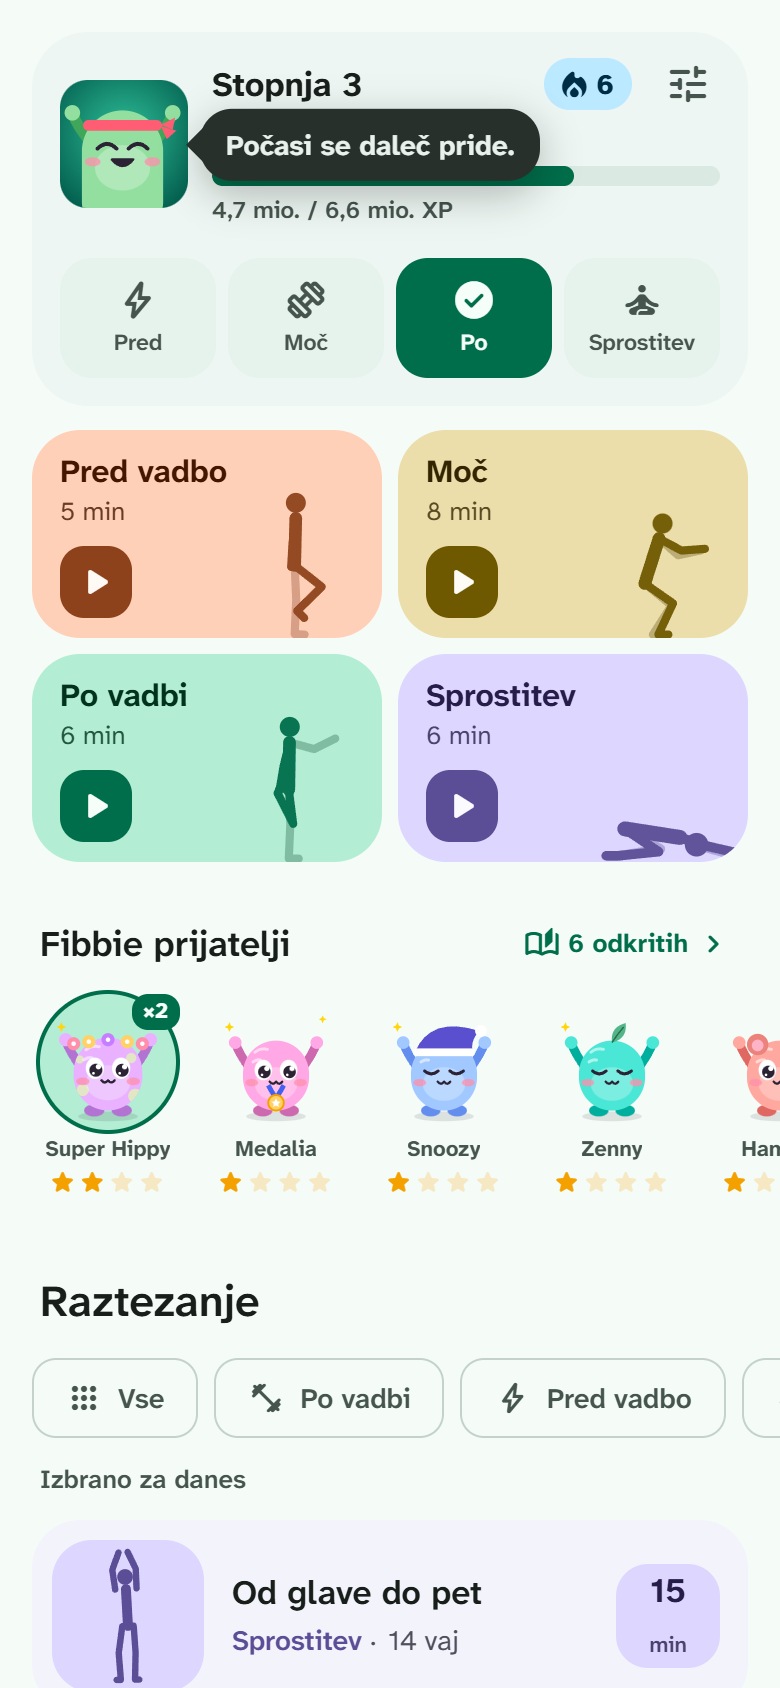 Stopnja 3
6
Počasi se daleč pride.
4,7 mio. / 6,6 mio. XP
Pred
Moč
Po
Sprostitev
Pred vadbo
5 min
Moč
8 min
Po vadbi
6 min
Sprostitev
6 min
Fibbie prijatelji
6 odkritih
×2
Super Hippy
Medalia
Snoozy
Zenny
Ham
Raztezanje
Vse
Po vadbi
Pred vadbo
Izbrano za danes
Od glave do pet
Sprostitev · 14 vaj
15
min